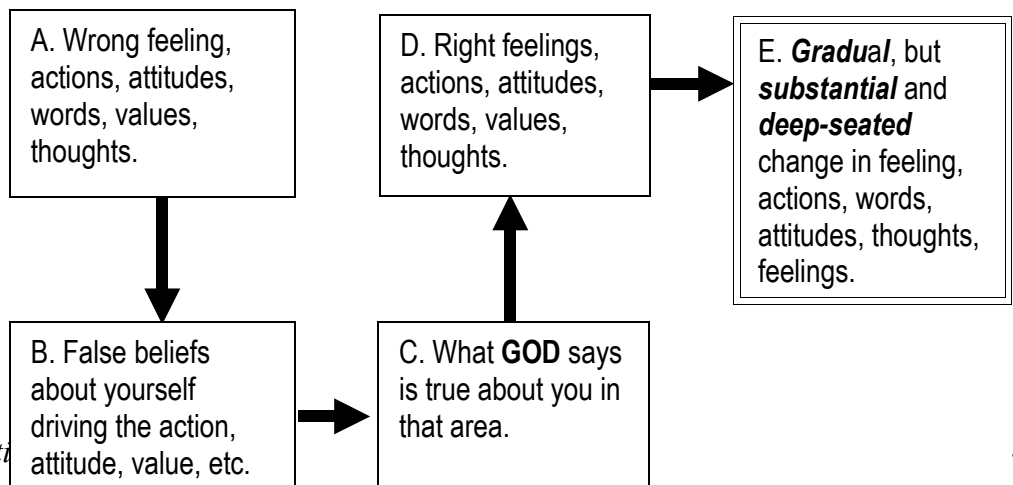 A. Wrong feeling,
actions, attitudes,
words, values,
thoughts.
B. False beliefs
about yourself
driving the action,
attitude, value, etc.
C. What GOD says
is true about you in
that area.
D. Right feelings,
actions, attitudes,
words, values,
thoughts.
E. Gradual, but
substantial and
deep-seated
change in feeling,
actions, words,
attitudes, thoughts,
feelings.